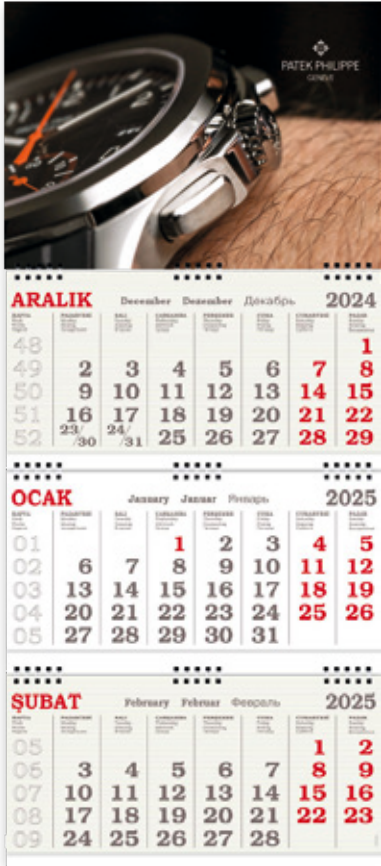 PATEK PHILIPPE
GENEVE
ARALIK December Dezember Декабрь 2024
48 1
49 2 3 4 5 6 7 8
50 9 10 11 12 13 14 15
51 16 17 18 19 20 21 22
52 23/30 24/31 25 26 27 28 29
OCAK January Januar Январь 2025
01 1 2 3 4 5
02 6 7 8 9 10 11 12
03 13 14 15 16 17 18 19
04 20 21 22 23 24 25 26
05 27 28 29 30 31
ŞUBAT February Februar Февраль 2025
05 1 2
06 3 4 5 6 7 8 9
07 10 11 12 13 14 15 16
08 17 18 19 20 21 22 23
09 24 25 26 27 28